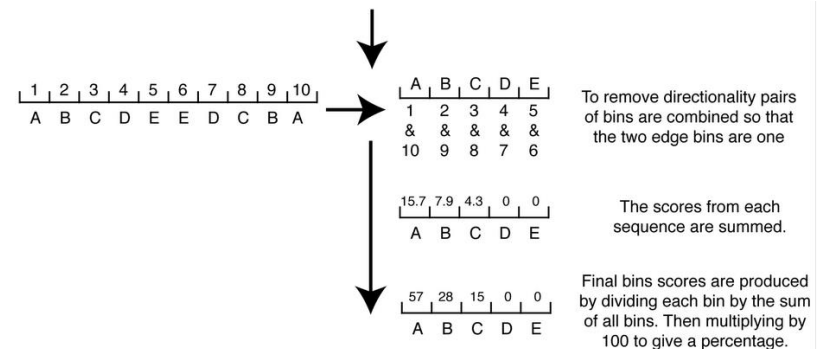 1 2 3 4 5 6 7 8 9 10
A B C D E E D C B A
A B C D E
1 2 3 4 5
& & & & &
10 9 8 7 6
To remove directionality pairs
of bins are combined so that
the two edge bins are one
15.7 7.9 4.3 0 0
A B C D E
The scores from each
sequence are summed.
57 28 15 0 0
A B C D E
Final bins scores are produced
by dividing each bin by the sum
of all bins. Then multiplying by
100 to give a percentage.